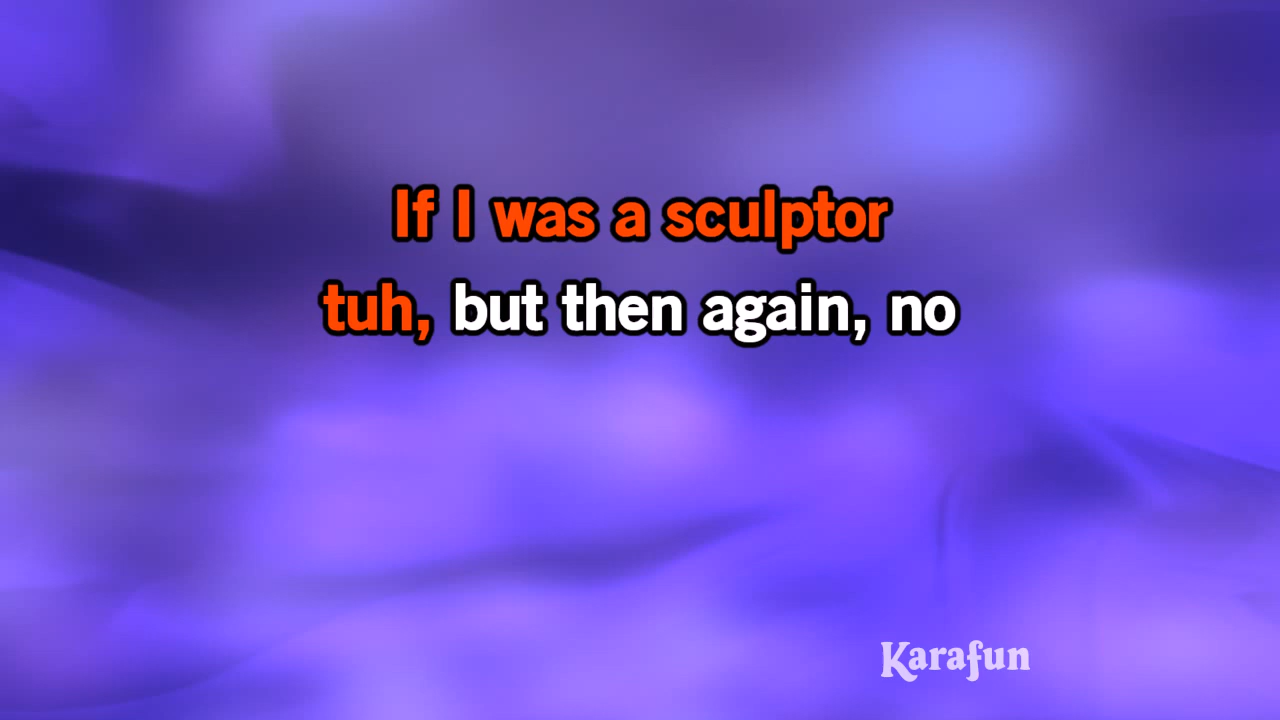 If I was a sculptor
tuh, but then again, no
Karafun